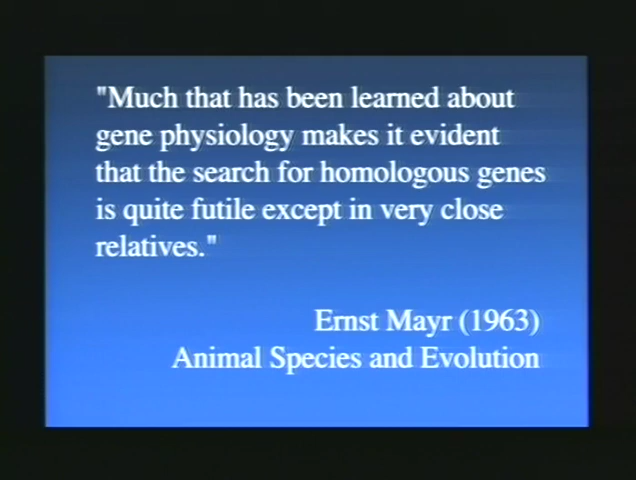 "Much that has been learned about
gene physiology makes it evident
that the search for homologous genes
is quite futile except in very close
relatives."
Ernst Mayr (1963)
Animal Species and Evolution